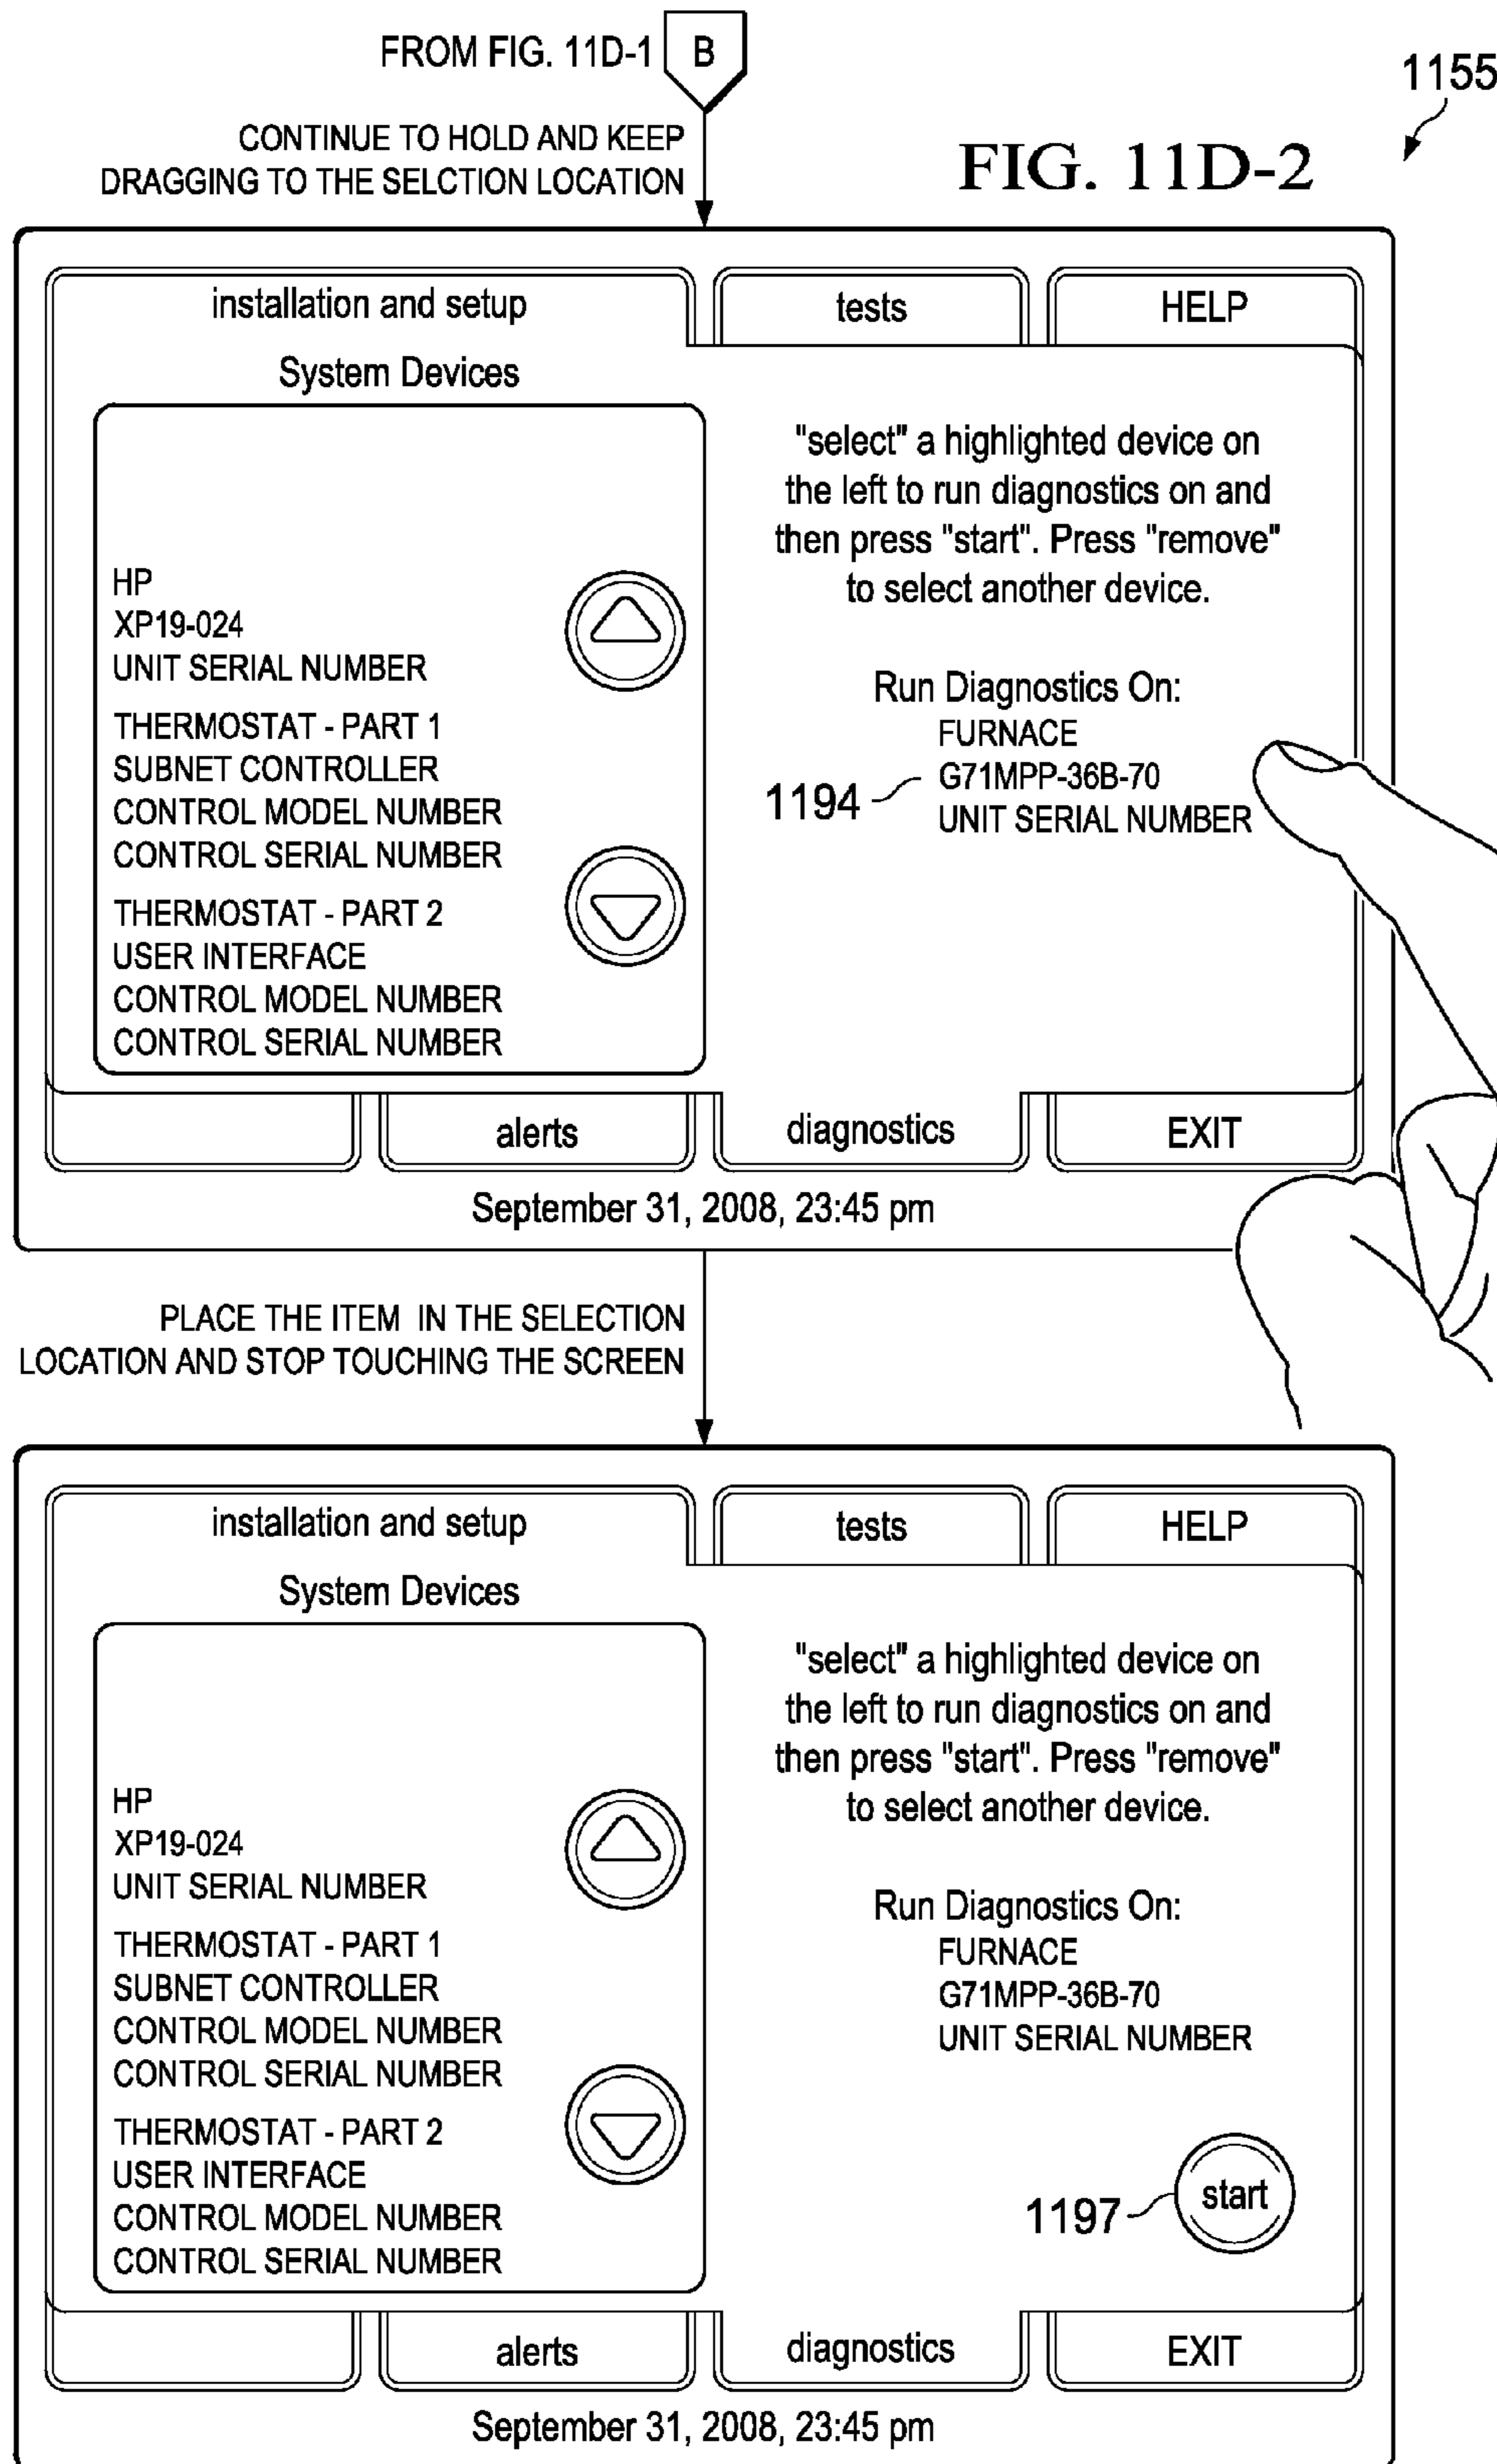 FROM FIG. 11D-1
B
1155
CONTINUE TO HOLD AND KEEP
DRAGGING TO THE SELCTION LOCATION
FIG. 11D-2
installation and setup
tests
HELP
System Devices
HP
XP19-024
UNIT SERIAL NUMBER
THERMOSTAT - PART 1
SUBNET CONTROLLER
CONTROL MODEL NUMBER
CONTROL SERIAL NUMBER
THERMOSTAT - PART 2
USER INTERFACE
CONTROL MODEL NUMBER
CONTROL SERIAL NUMBER
"select" a highlighted device on
the left to run diagnostics on and
then press "start". Press "remove"
to select another device.
Run Diagnostics On:
FURNACE
G71MPP-36B-70
UNIT SERIAL NUMBER
1194
alerts
diagnostics
EXIT
September 31, 2008, 23:45 pm
PLACE THE ITEM IN THE SELECTION
LOCATION AND STOP TOUCHING THE SCREEN
installation and setup
tests
HELP
System Devices
HP
XP19-024
UNIT SERIAL NUMBER
THERMOSTAT - PART 1
SUBNET CONTROLLER
CONTROL MODEL NUMBER
CONTROL SERIAL NUMBER
THERMOSTAT - PART 2
USER INTERFACE
CONTROL MODEL NUMBER
CONTROL SERIAL NUMBER
"select" a highlighted device on
the left to run diagnostics on and
then press "start". Press "remove"
to select another device.
Run Diagnostics On:
FURNACE
G71MPP-36B-70
UNIT SERIAL NUMBER
1197
start
alerts
diagnostics
EXIT
September 31, 2008, 23:45 pm